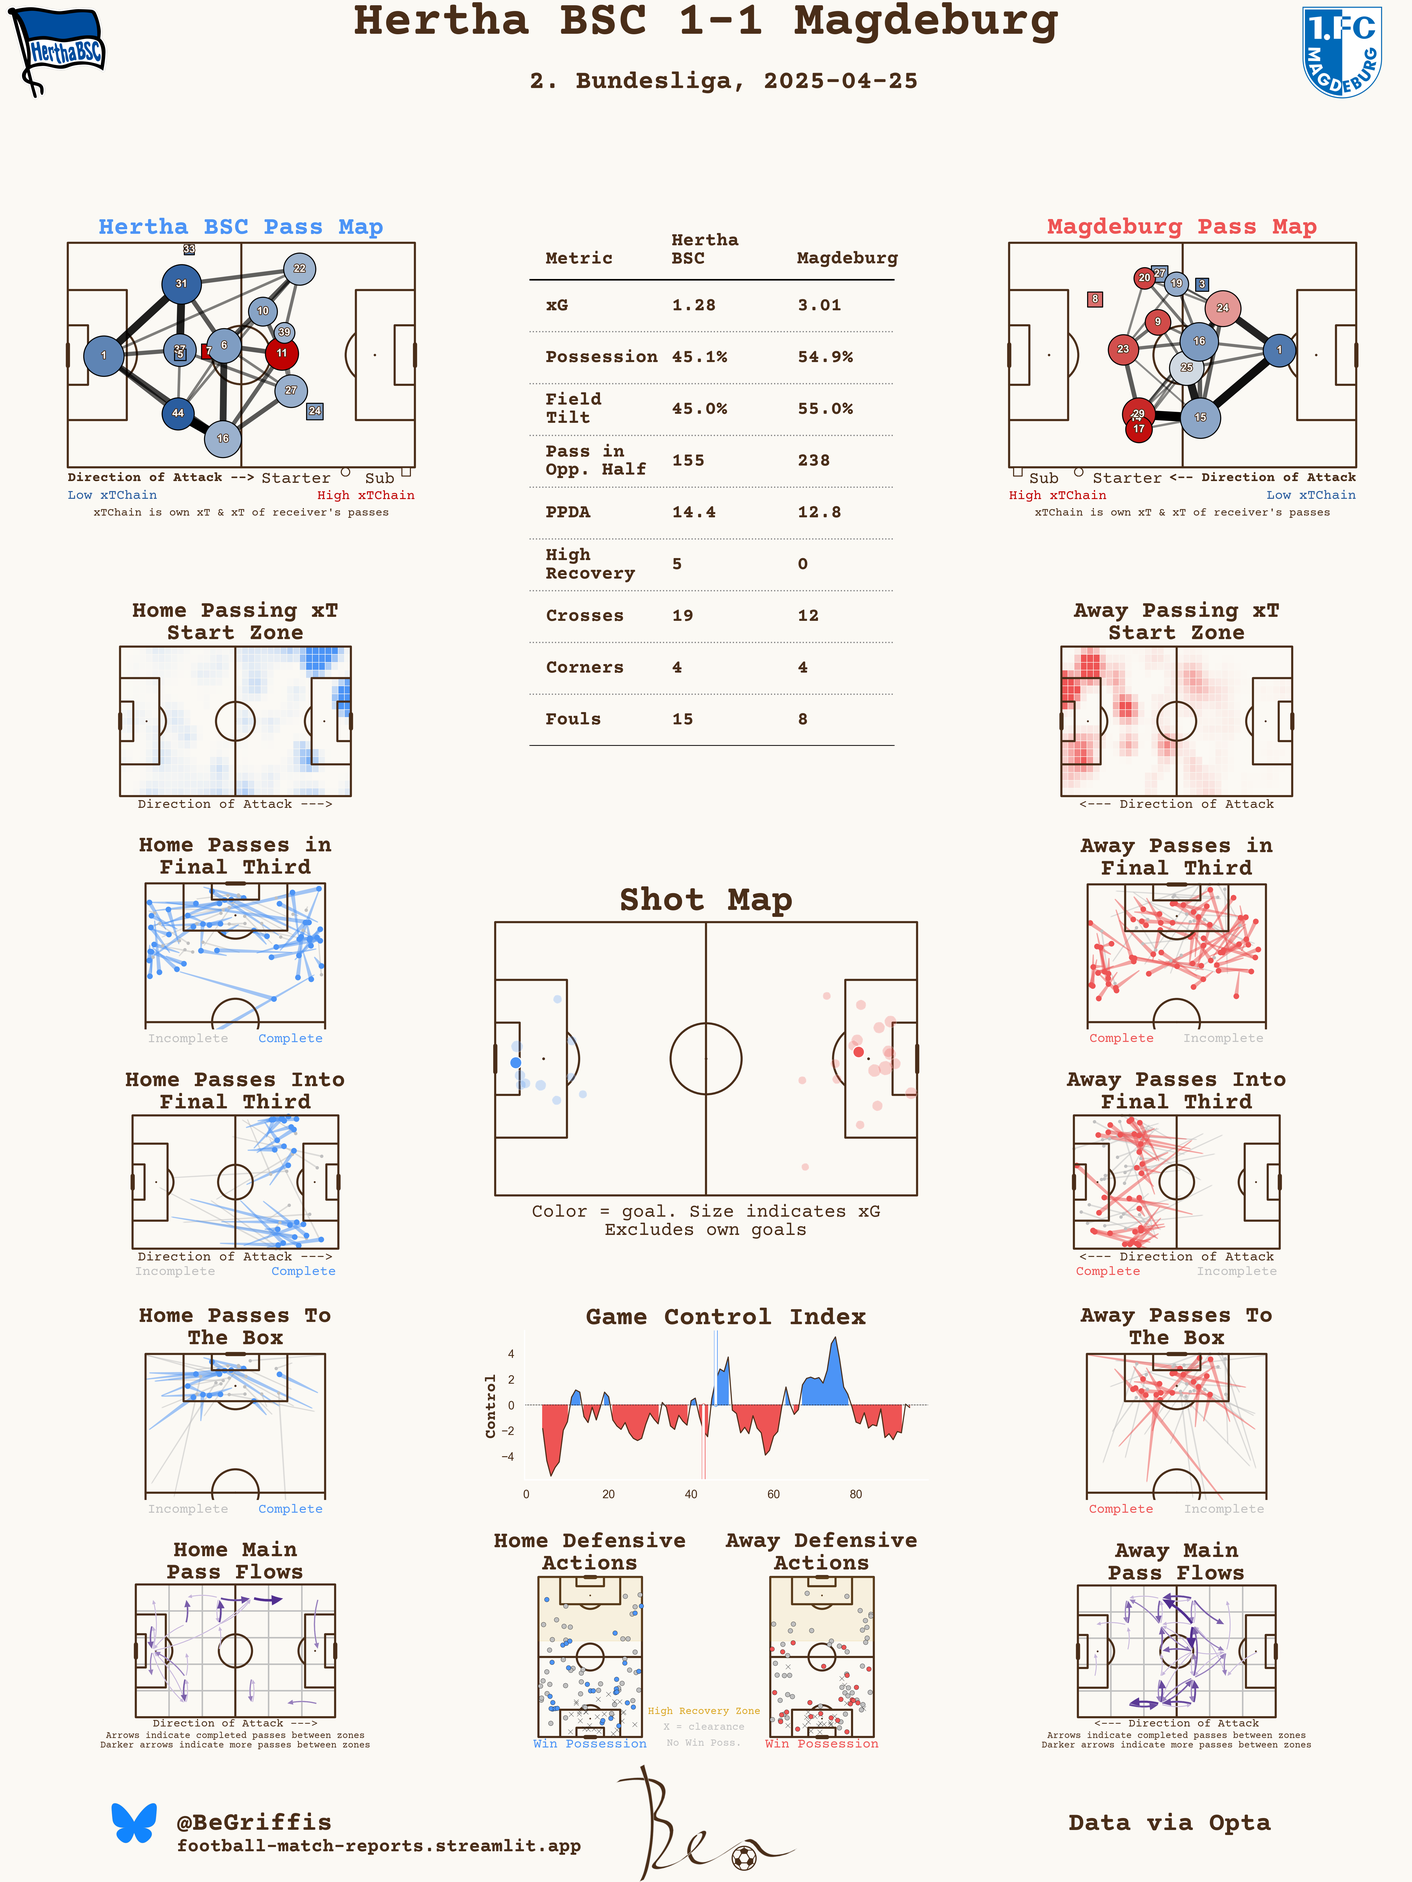 Hertha BSC 1-1 Magdeburg
2. Bundesliga, 2025-04-25
HerthaBSC
1.FC
MAGDEBURG
Hertha BSC Pass Map
33
31
22
10
39
1
5
7
6
11
27
24
44
16
Direction of Attack --> Starter Sub
Low xTChain High xTChain
xTChain is own xT & xT of receiver's passes
Metric Hertha BSC Magdeburg
xG 1.28 3.01
Possession 45.1% 54.9%
Field Tilt 45.0% 55.0%
Pass in Opp. Half 155 238
PPDA 14.4 12.8
High Recovery 5 0
Crosses 19 12
Corners 4 4
Fouls 15 8
Magdeburg Pass Map
20
27
19
3
8
24
9
23
16
1
25
29
15
17
Sub Starter <-- Direction of Attack
High xTChain Low xTChain
xTChain is own xT & xT of receiver's passes
Home Passing xT
Start Zone
Direction of Attack --->
Away Passing xT
Start Zone
<--- Direction of Attack
Home Passes in
Final Third
Incomplete Complete
Away Passes in
Final Third
Complete Incomplete
Shot Map
Color = goal. Size indicates xG
Excludes own goals
Home Passes Into
Final Third
Direction of Attack --->
Incomplete Complete
Away Passes Into
Final Third
<--- Direction of Attack
Complete Incomplete
Home Passes To
The Box
Incomplete Complete
Game Control Index
Control
4
2
0
−2
−4
0 20 40 60 80
Away Passes To
The Box
Complete Incomplete
Home Main
Pass Flows
Direction of Attack --->
Arrows indicate completed passes between zones
Darker arrows indicate more passes between zones
Home Defensive
Actions
Win Possession
High Recovery Zone
X = clearance
No Win Poss.
Away Defensive
Actions
Win Possession
Away Main
Pass Flows
<--- Direction of Attack
Arrows indicate completed passes between zones
Darker arrows indicate more passes between zones
@BeGriffis
football-match-reports.streamlit.app
Ben
Data via Opta